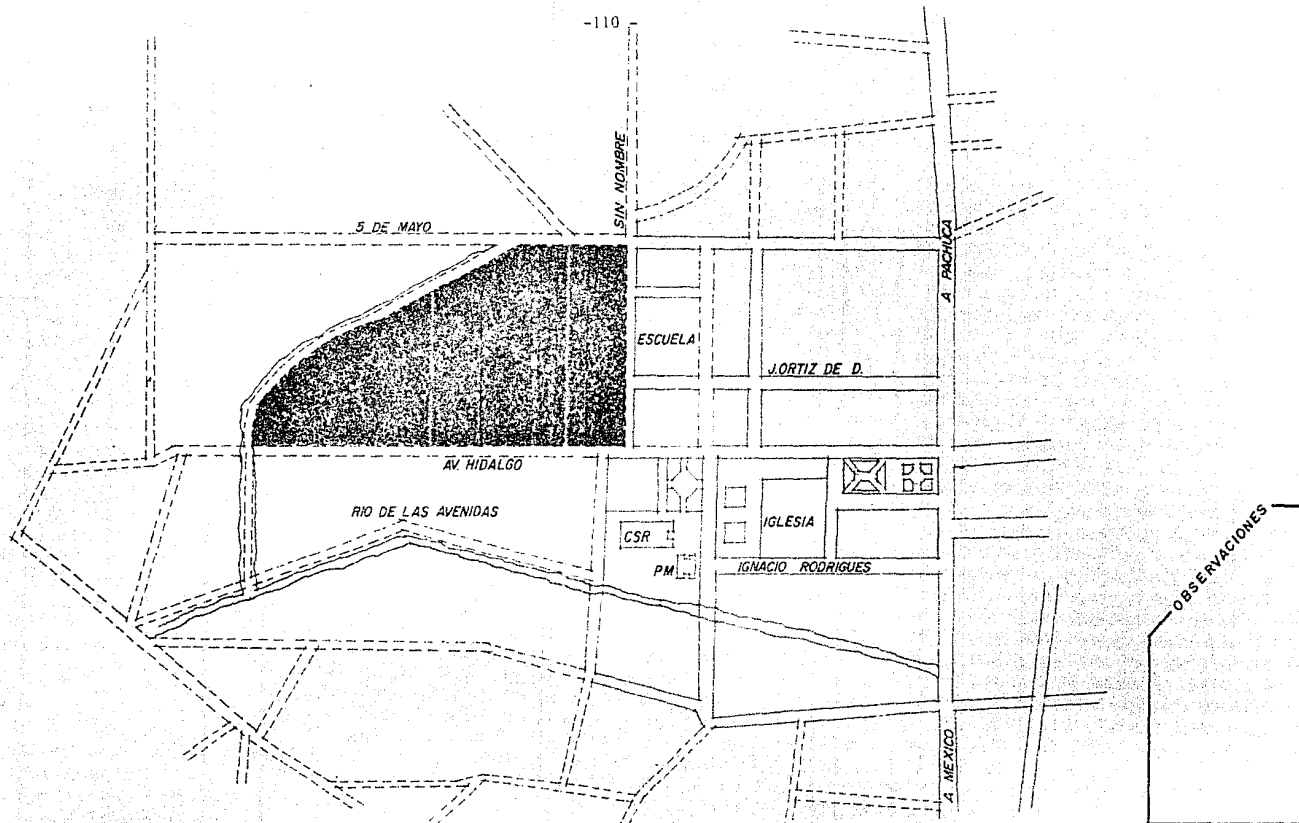 -110 -
SIN NOMBRE
5 DE MAYO
A PACHUCA
ESCUELA
J.ORTIZ DE D.
AV. HIDALGO
RIO DE LAS AVENIDAS
IGLESIA
CSR
PM
IGNACIO RODRIGUES
OBSERVACIONES
A MEXICO